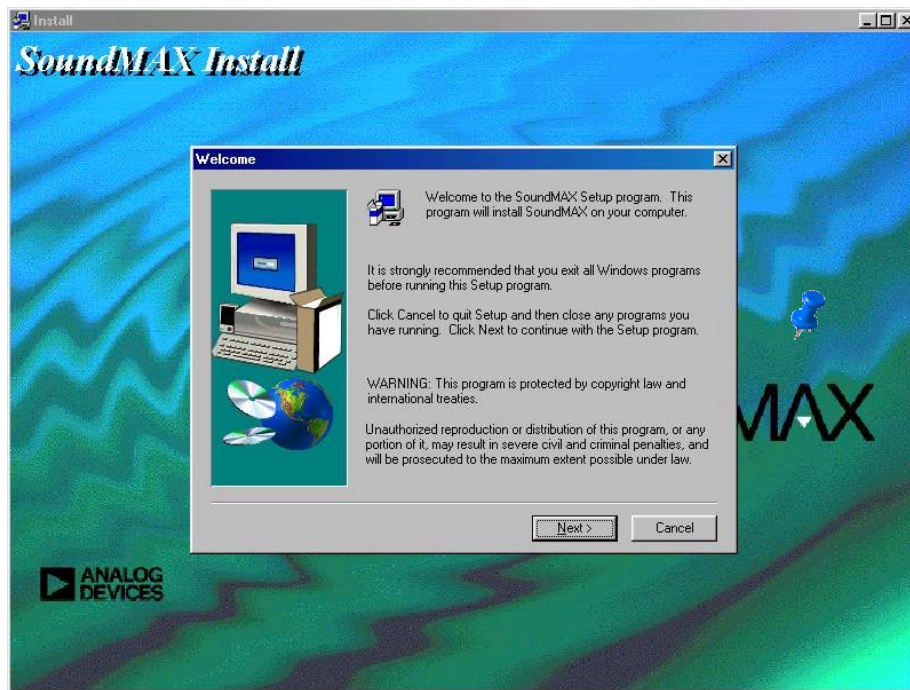 Install
SoundMAX Install
Welcome
Welcome to the SoundMAX Setup program. This
program will install SoundMAX on your computer.
It is strongly recommended that you exit all Windows programs
before running this Setup program.
Click Cancel to quit Setup and then close any programs you
have running. Click Next to continue with the Setup program.
WARNING: This program is protected by copyright law and
international treaties.
Unauthorized reproduction or distribution of this program, or any
portion of it, may result in severe civil and criminal penalties, and
will be prosecuted to the maximum extent possible under law.
MAX
Next >
Cancel
ANALOG
DEVICES